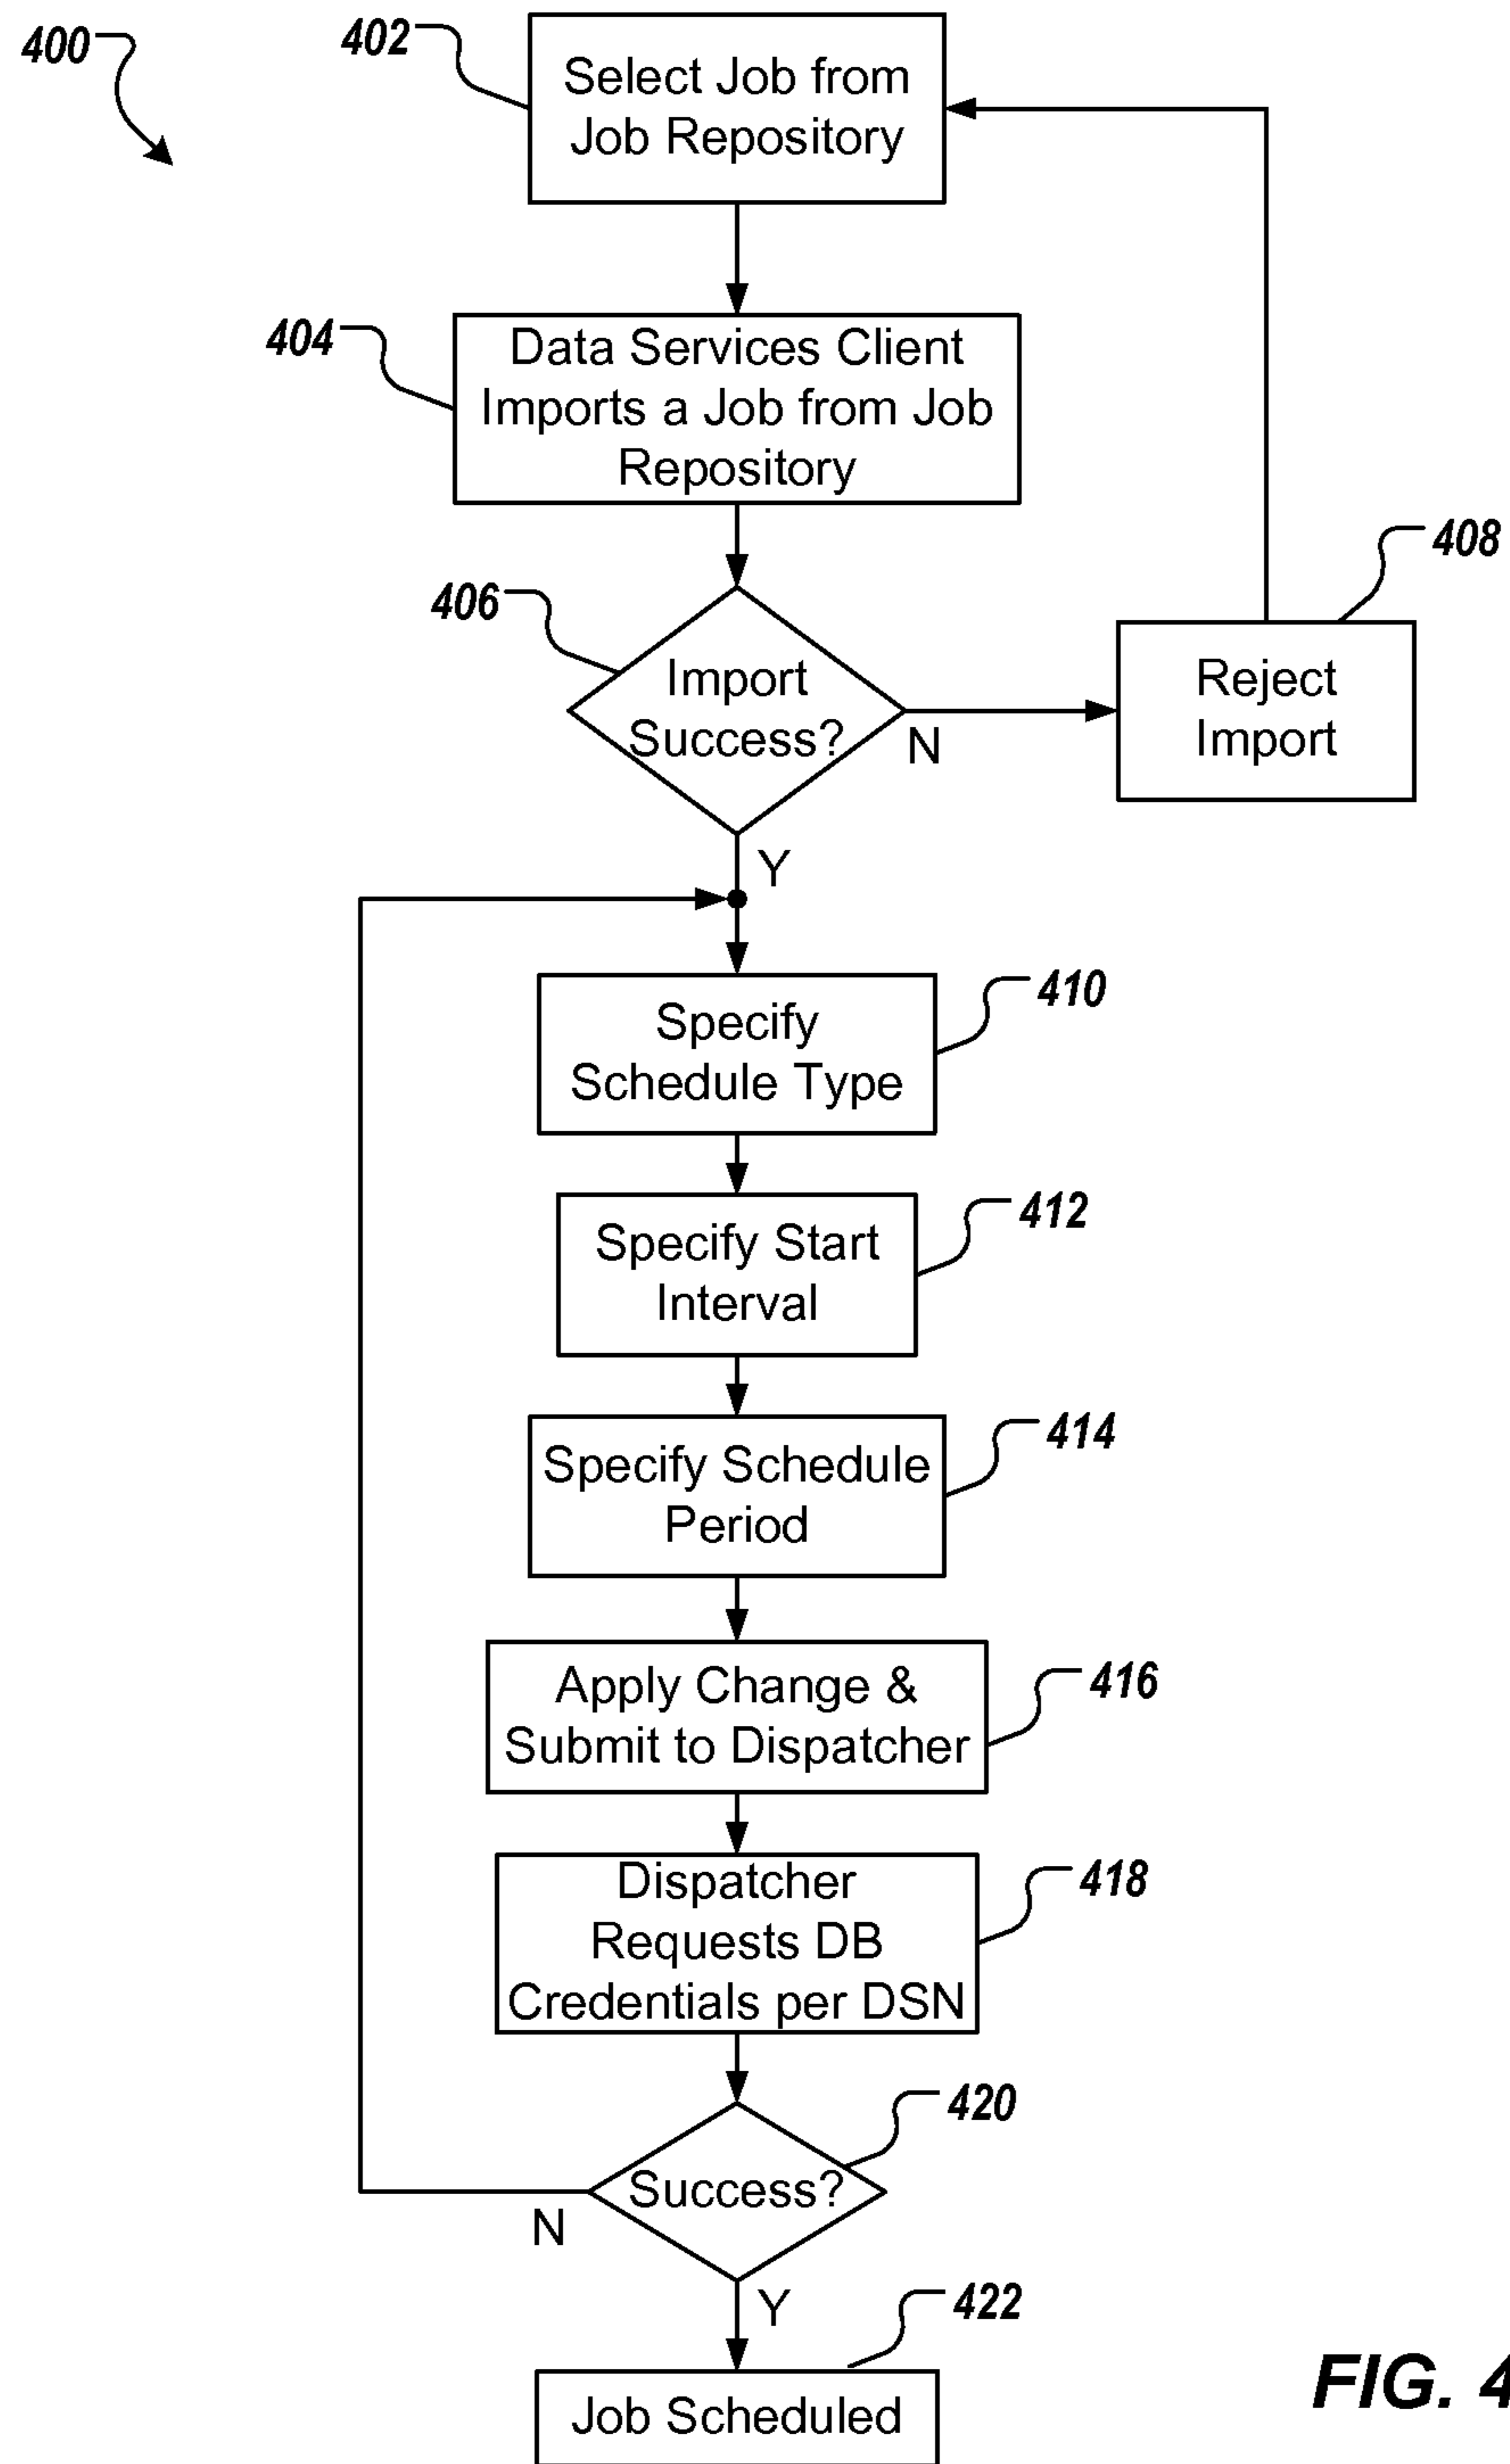 400
402
Select Job from
Job Repository
404
Data Services Client
Imports a Job from Job
Repository
406
Import
Success?
N
408
Reject
Import
Y
410
Specify
Schedule Type
412
Specify Start
Interval
414
Specify Schedule
Period
416
Apply Change &
Submit to Dispatcher
418
Dispatcher
Requests DB
Credentials per DSN
420
Success?
N
Y
422
Job Scheduled
FIG. 4